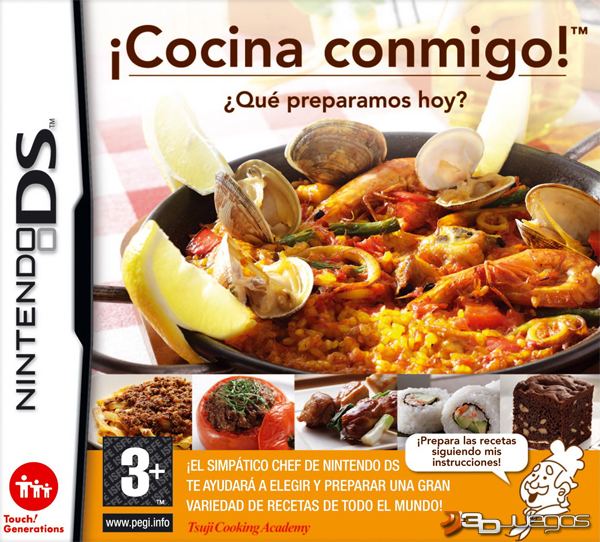 ¡Cocina conmigo!™
¿Qué preparamos hoy?
NINTENDODS™
¡Prepara las recetas
siguiendo mis
instrucciones!
3+
™
www.pegi.info
¡EL SIMPÁTICO CHEF DE NINTENDO DS
TE AYUDARÁ A ELEGIR Y PREPARAR UNA GRAN
VARIEDAD DE RECETAS DE TODO EL MUNDO!
Tsuji Cooking Academy
Touch!
Generations
3DJuegos